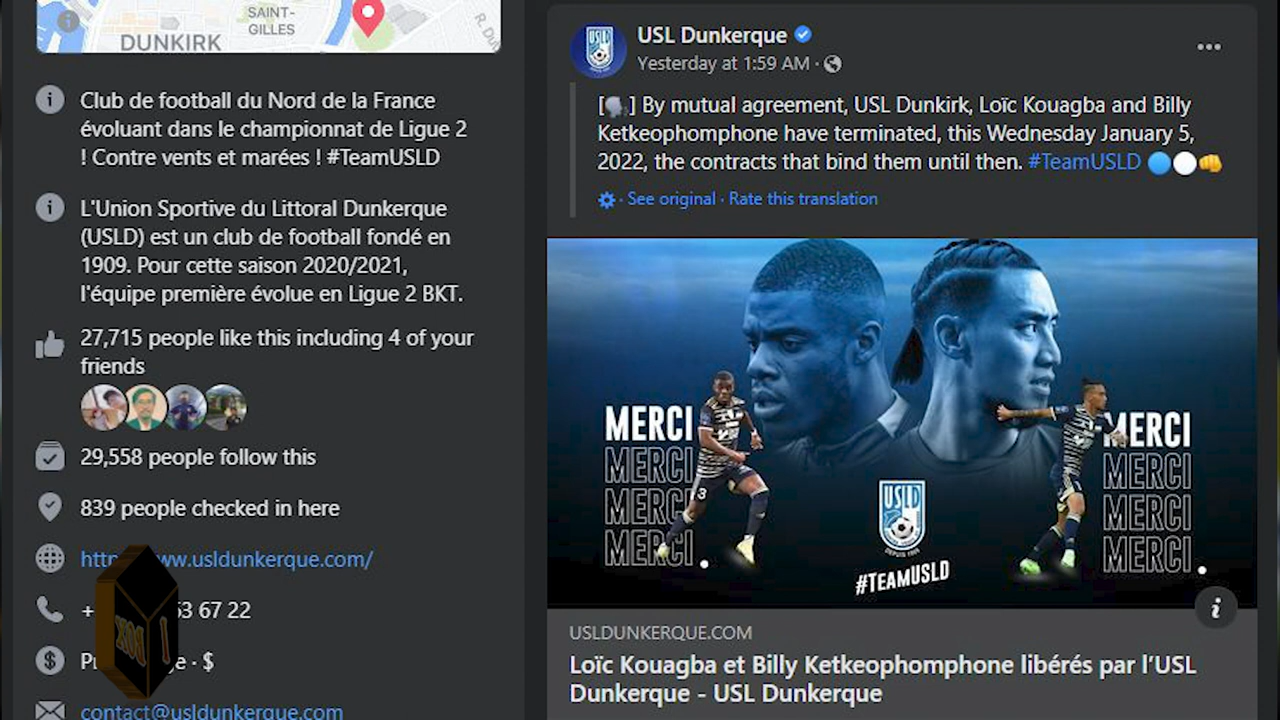 SAINT-
GILLES
DUNKIRK
R. Du
Club de football du Nord de la France
évoluant dans le championnat de Ligue 2
! Contre vents et marées ! #TeamUSLD
L'Union Sportive du Littoral Dunkerque
(USLD) est un club de football fondé en
1909. Pour cette saison 2020/2021,
l'équipe première évolue en Ligue 2 BKT.
27,715 people like this including 4 of your
friends
29,558 people follow this
839 people checked in here
http ww.usldunkerque.com/
+ 53 67 22
P e · $
contact@usldunkerque.com
I BOX
USL Dunkerque
Yesterday at 1:59 AM ·
[🗣] By mutual agreement, USL Dunkirk, Loïc Kouagba and Billy
Ketkeophomphone have terminated, this Wednesday January 5,
2022, the contracts that bind them until then. #TeamUSLD 🔵⚪👊
· See original · Rate this translation
MERCI
MERCI
MERCI
MERCI.
MERCI
MERCI
MERCI
MERCI.
USLD
#TEAMUSLD
USLDUNKERQUE.COM
Loïc Kouagba et Billy Ketkeophomphone libérés par l'USL
Dunkerque - USL Dunkerque